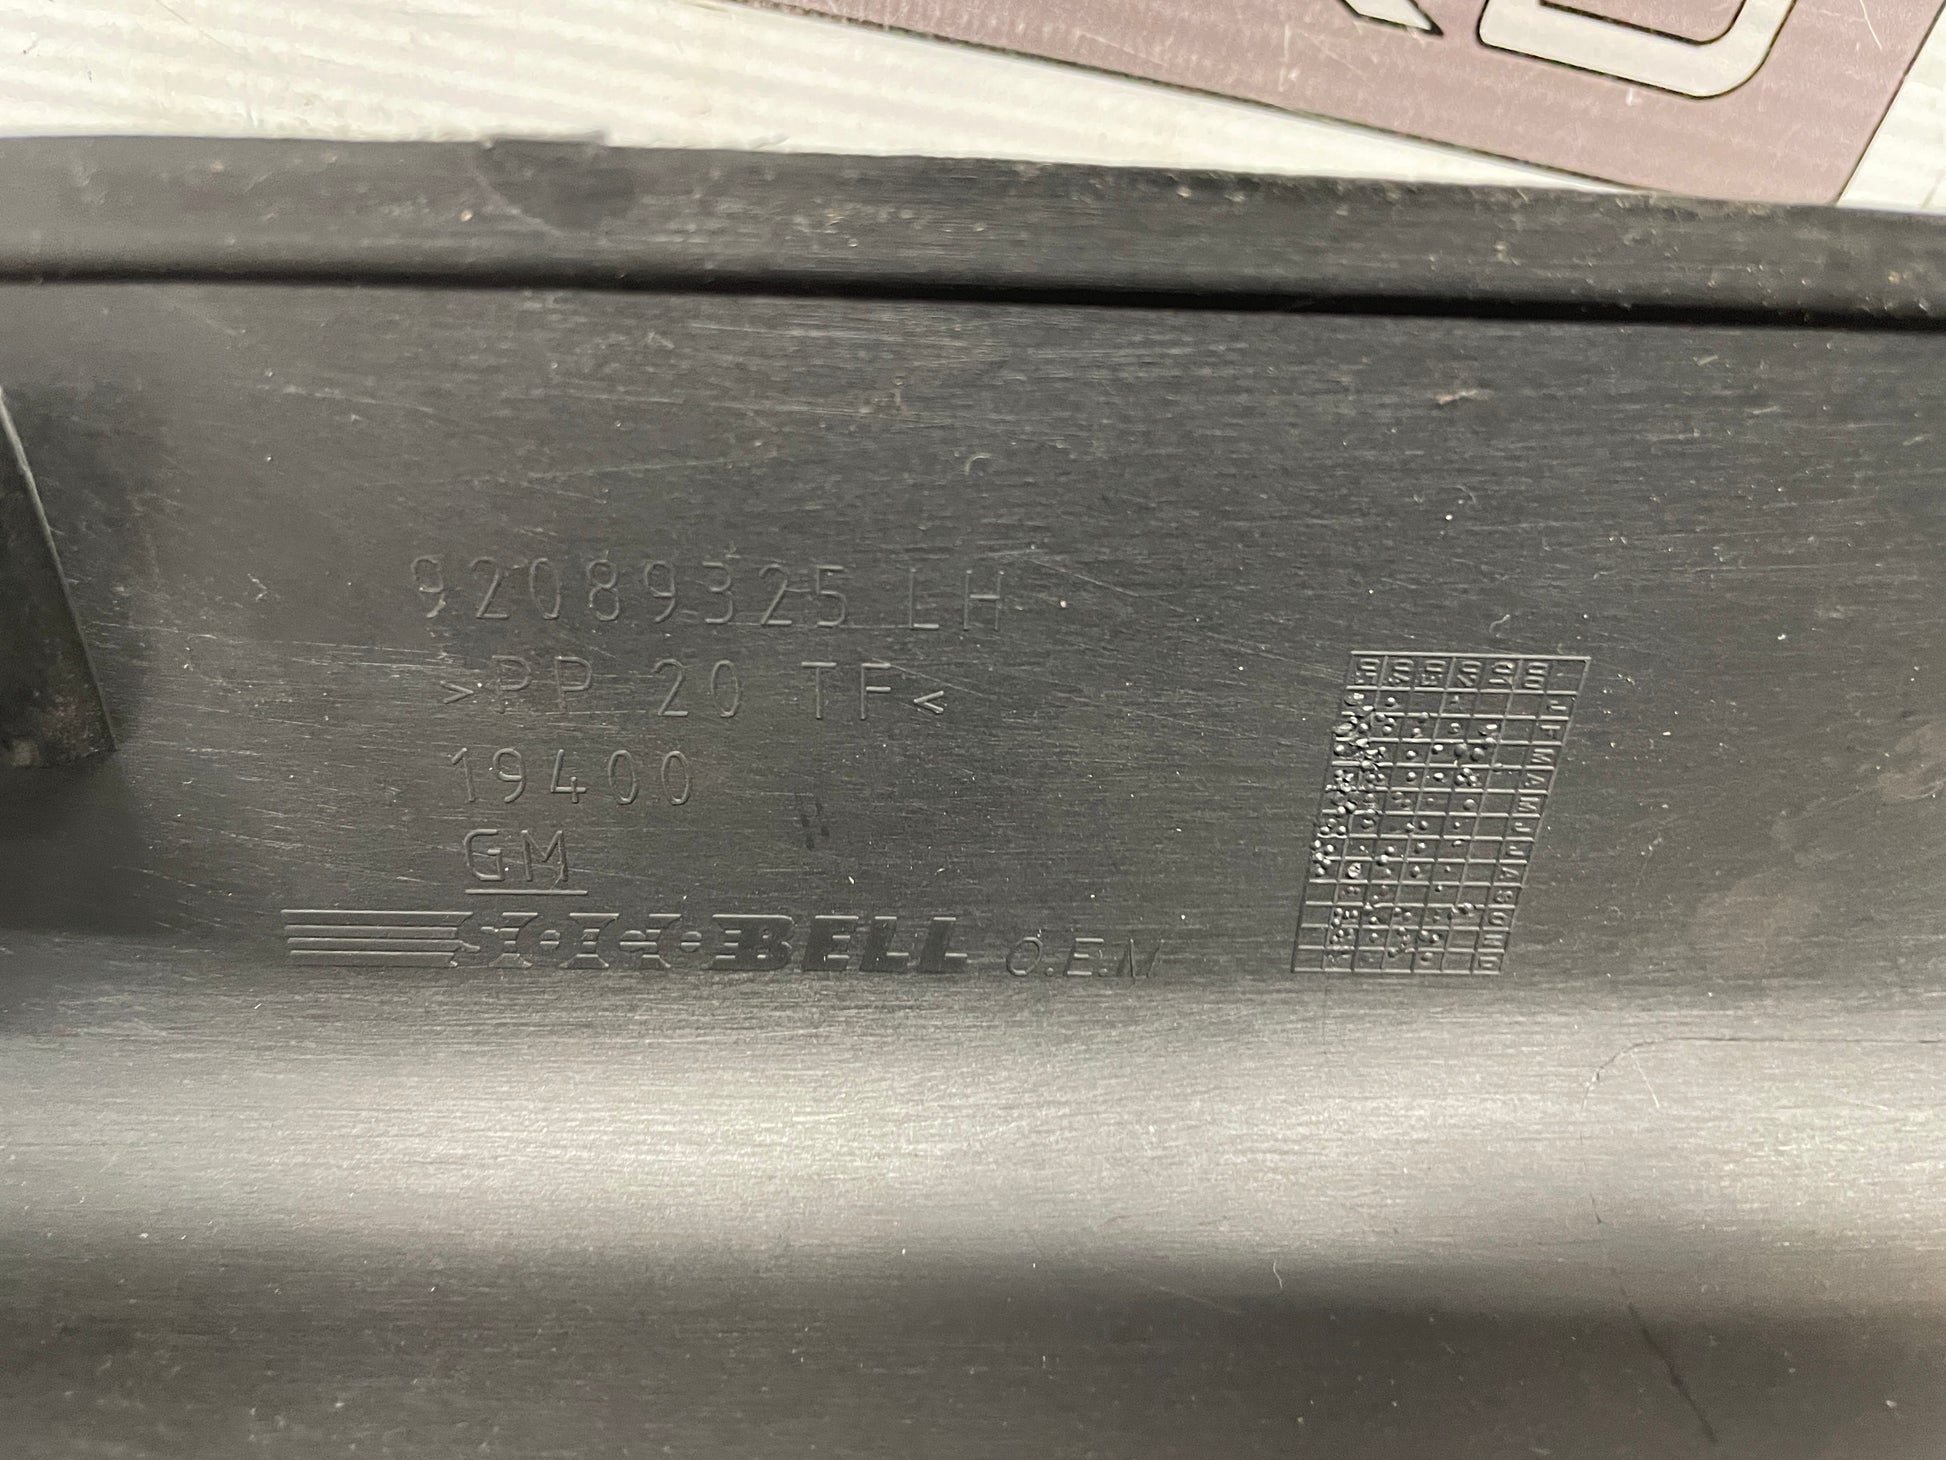 92089325 LH
>PP 20 TF<
19400
GM
BELL O.E.M
J
F
M
A
M
J
J
A
S
O
N
D